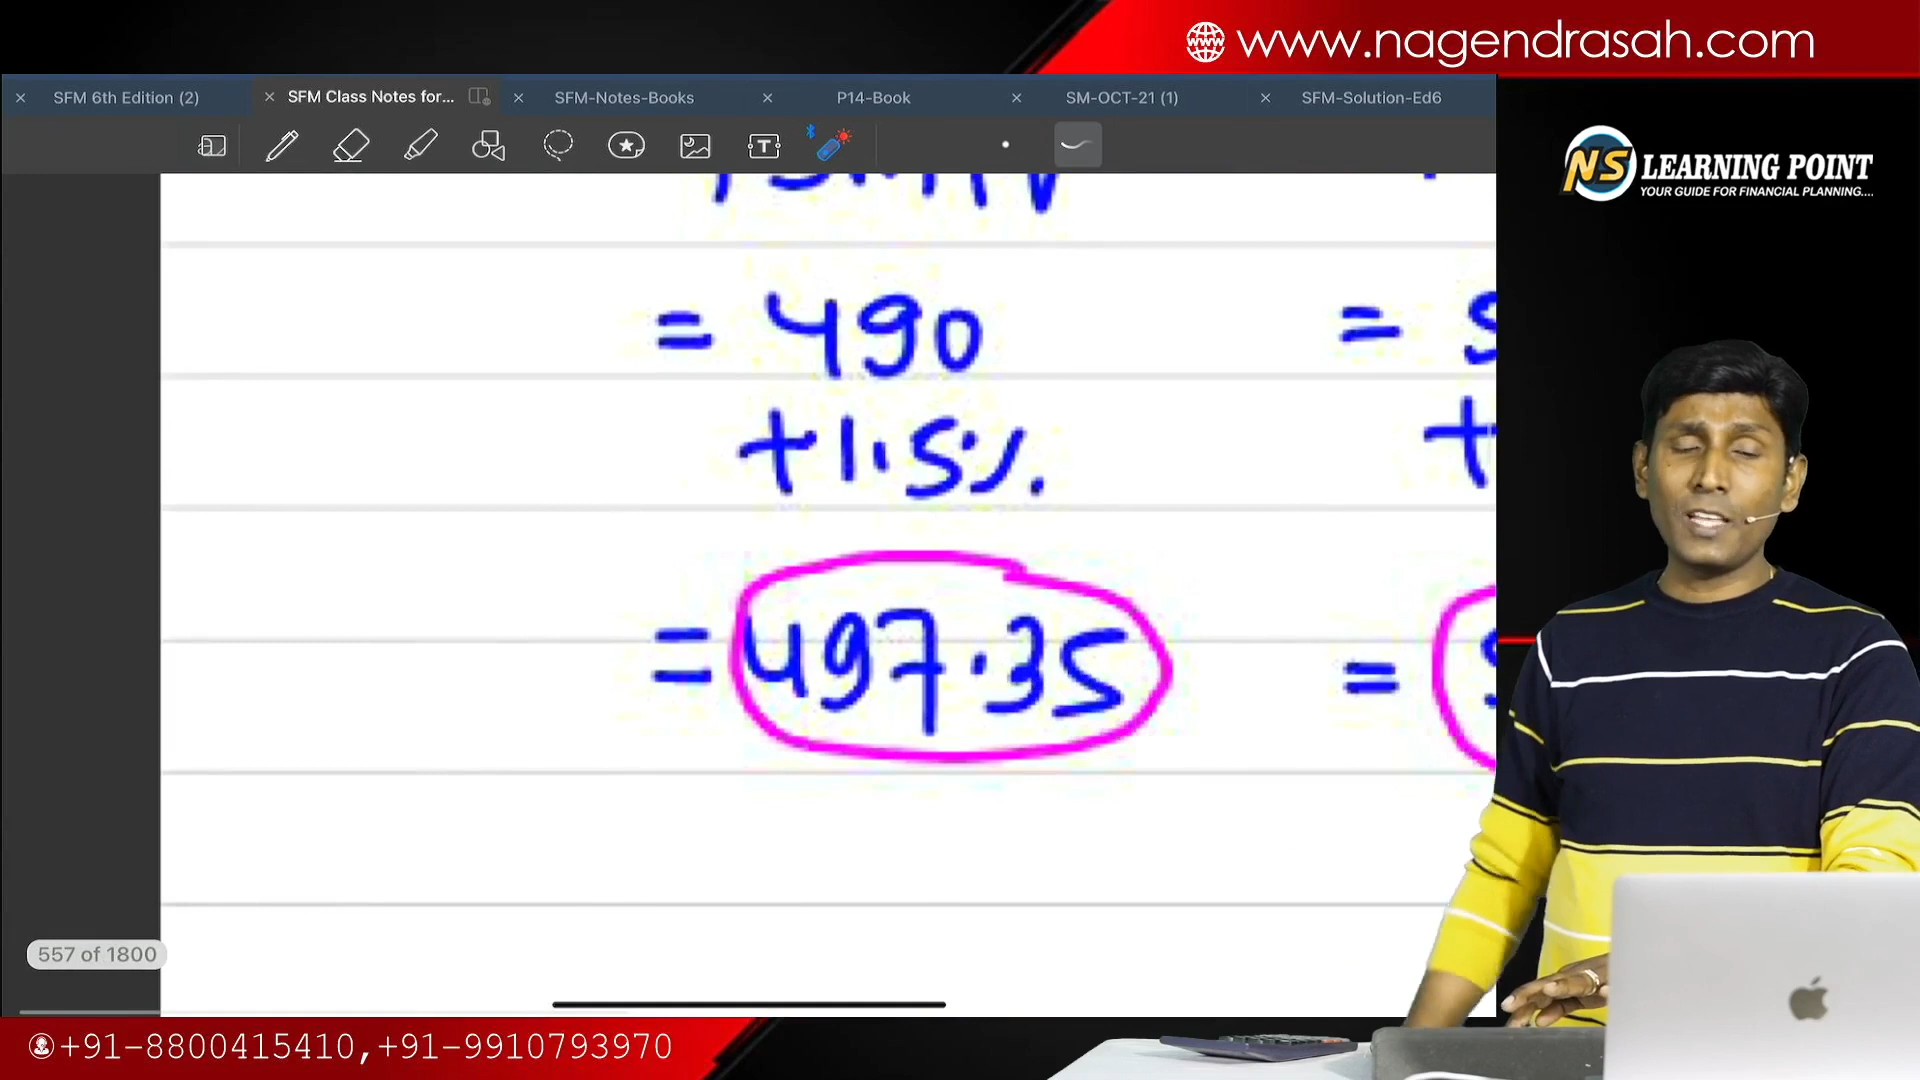 www.nagendrasah.com
SFM 6th Edition (2)
SFM Class Notes for...
SFM-Notes-Books
P14-Book
SM-OCT-21 (1)
SFM-Solution-Ed6
NS LEARNING POINT
YOUR GUIDE FOR FINANCIAL PLANNING....
= 490
=
+1.5%
+
= 497.35
=
557 of 1800
+91-8800415410,+91-9910793970